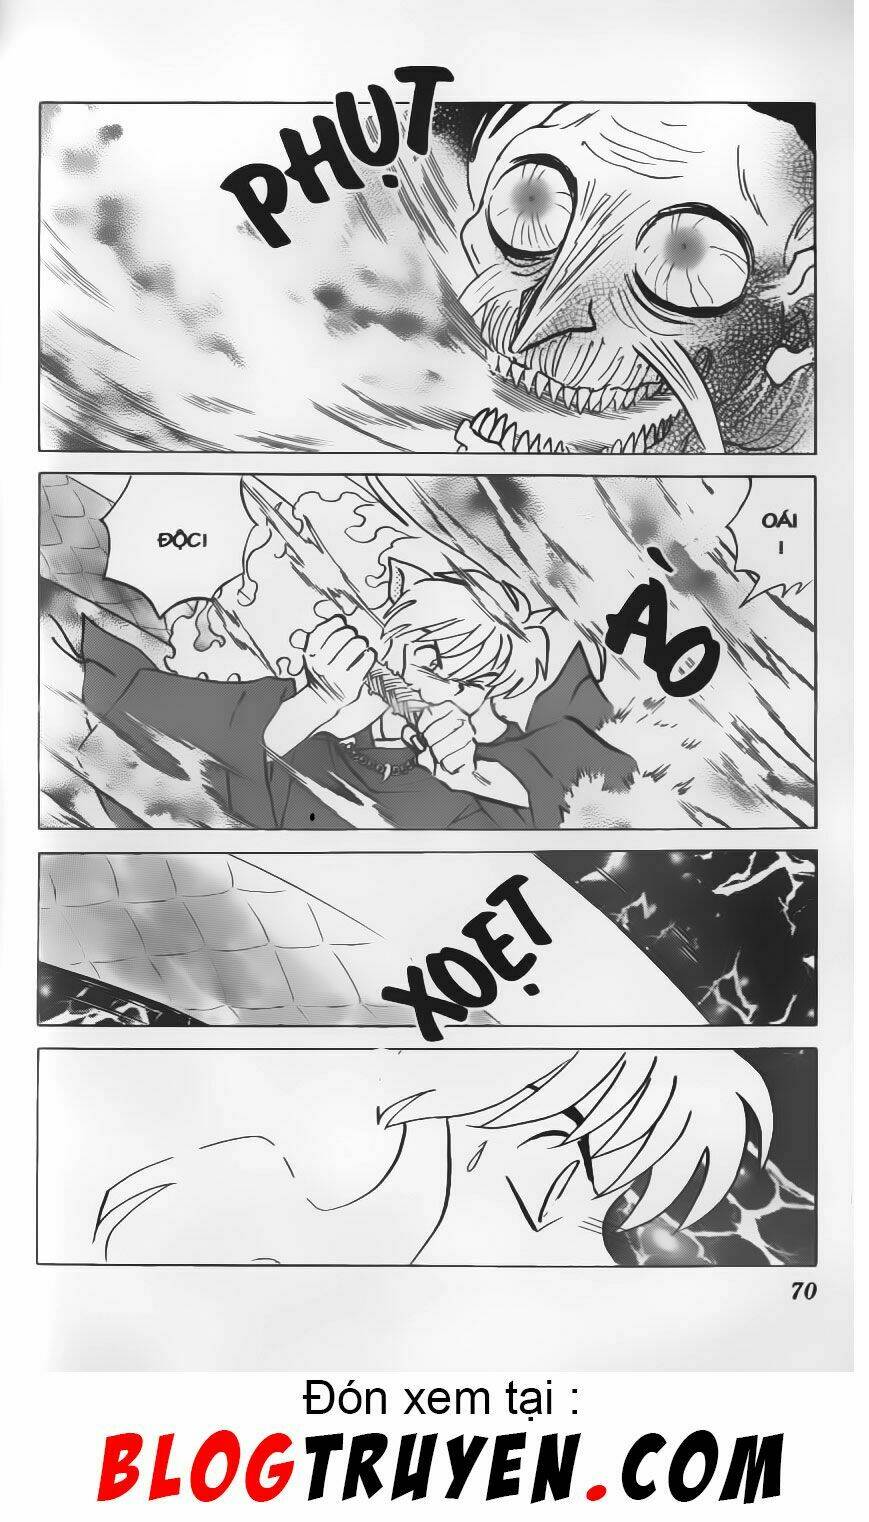 PHỤT
ĐỘC!
OÁI
!
ÀO
XOẸT
70
Đón xem tại :
BLOGTRUYEN.COM